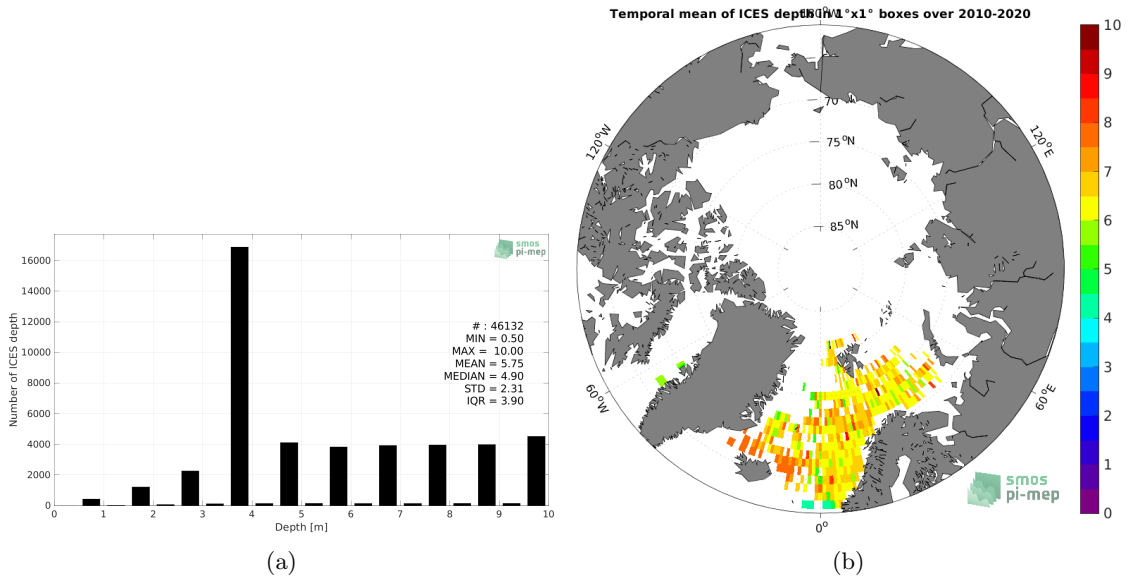 Temporal mean of ICES depth in 1°x1° boxes over 2010-2020
180°W
120°W
120°E
60°W
60°E
0°
70
75°N
80°N
85°N
10
9
8
7
6
5
4
3
2
1
0
smos
pi-mep
Number of ICES depth
16000
14000
12000
10000
8000
6000
4000
2000
0
smos
pi-mep
# : 46132
MIN = 0.50
MAX = 10.00
MEAN = 5.75
MEDIAN = 4.90
STD = 2.31
IQR = 3.90
0 1 2 3 4 5 6 7 8 9 10
Depth [m]
(a)
(b)